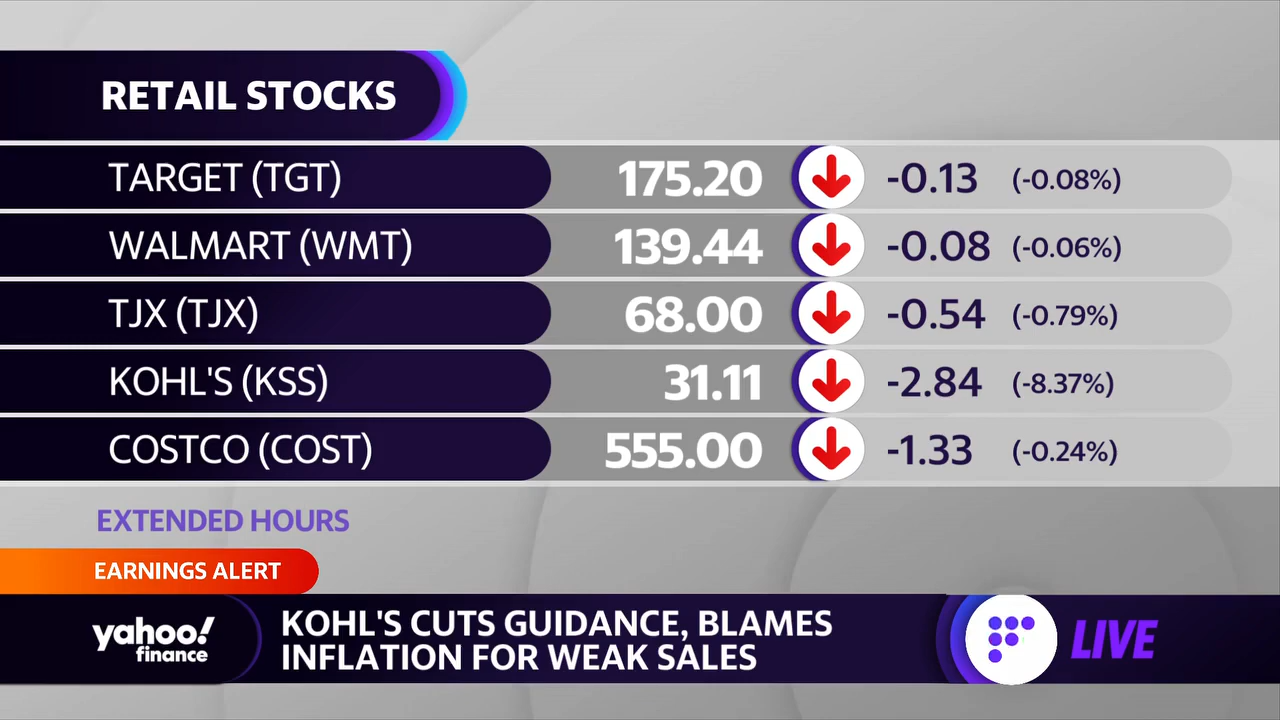 RETAIL STOCKS
TARGET (TGT) 175.20 -0.13 (-0.08%)
WALMART (WMT) 139.44 -0.08 (-0.06%)
TJX (TJX) 68.00 -0.54 (-0.79%)
KOHL'S (KSS) 31.11 -2.84 (-8.37%)
COSTCO (COST) 555.00 -1.33 (-0.24%)
EXTENDED HOURS
EARNINGS ALERT
yahoo!
finance
KOHL'S CUTS GUIDANCE, BLAMES
INFLATION FOR WEAK SALES
LIVE